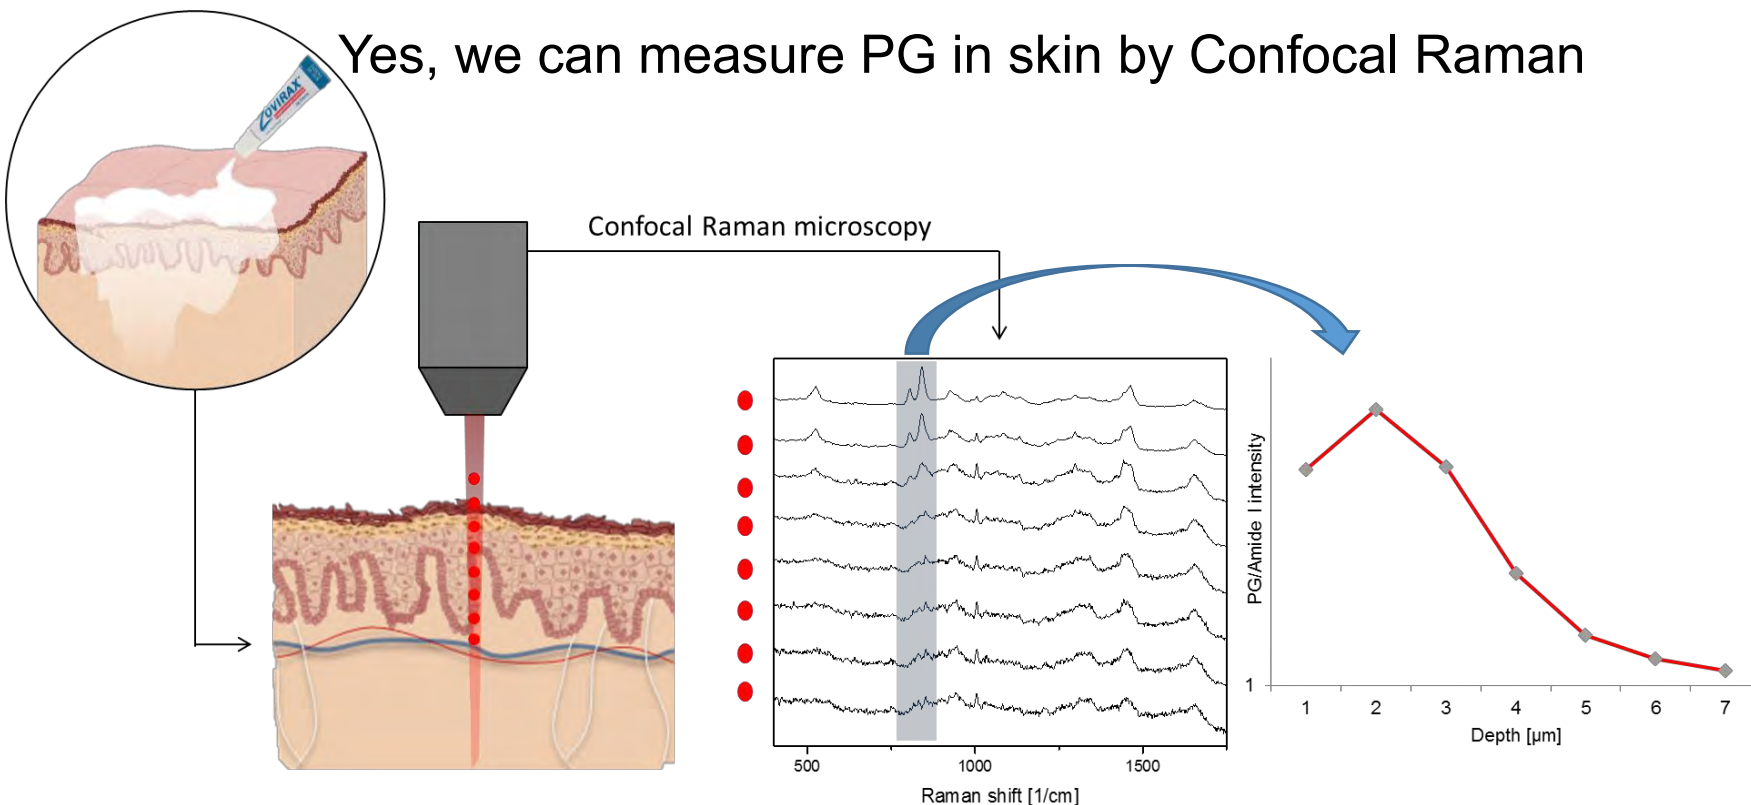 Yes, we can measure PG in skin by Confocal Raman
ZOVIRAX
Confocal Raman microscopy
PG/Amide I intensity
1
1 2 3 4 5 6 7
Depth [µm]
500 1000 1500
Raman shift [1/cm]